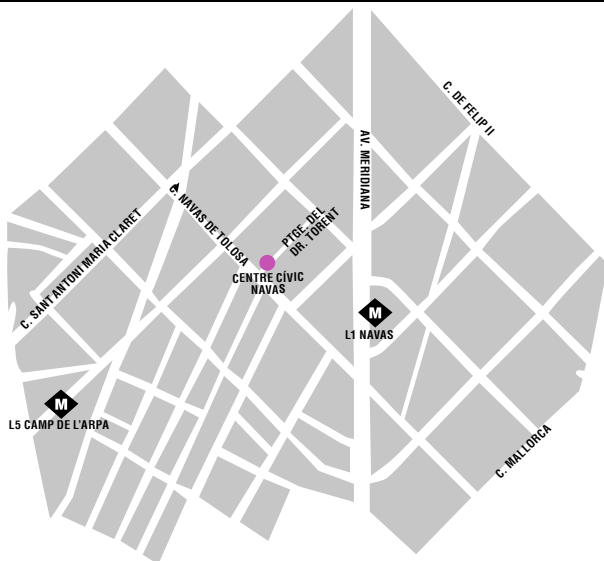 C. DE FELIP II
AV. MERIDIANA
C. NAVAS DE TOLOSA
PTGE. DEL
DR. TORENT
C. SANT ANTONI MARIA CLARET
CENTRE CÍVIC
NAVAS
M
L1 NAVAS
M
L5 CAMP DE L'ARPA
C. MALLORCA